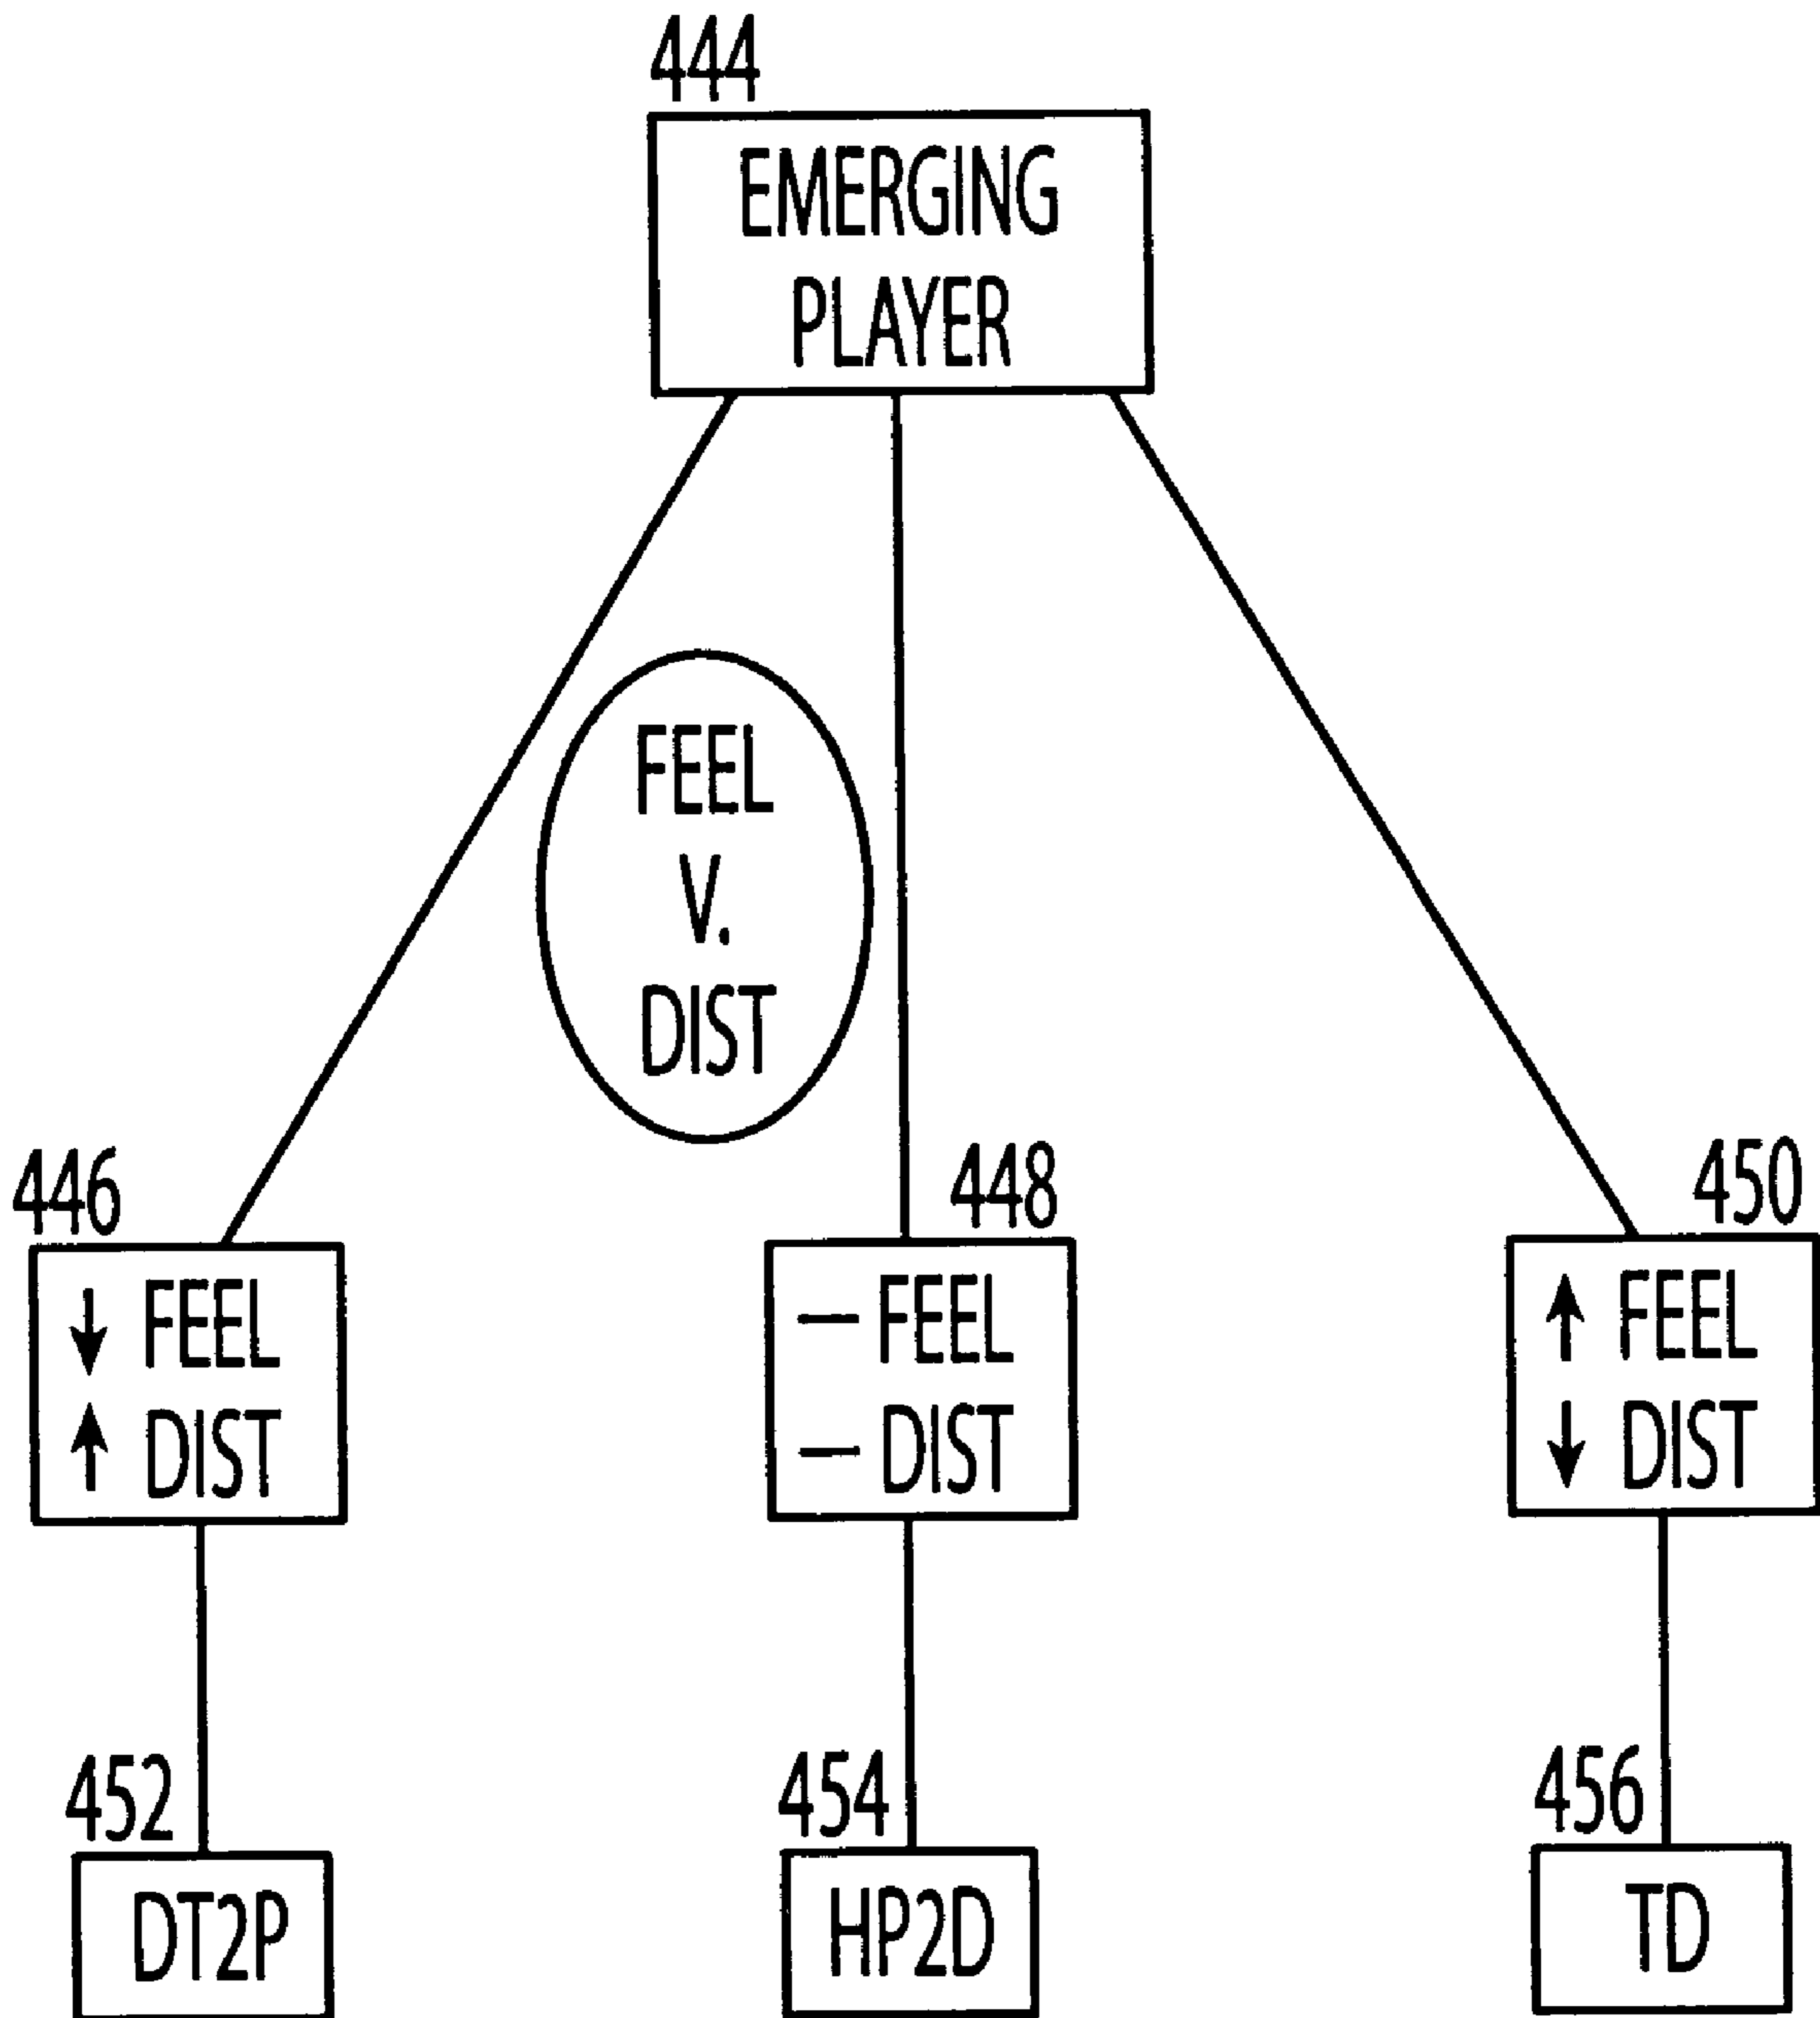 444
EMERGING
PLAYER
FEEL
V.
DIST
446
↓ FEEL
↑ DIST
448
— FEEL
— DIST
450
↑ FEEL
↓ DIST
452
DT2P
454
HP2D
456
TD